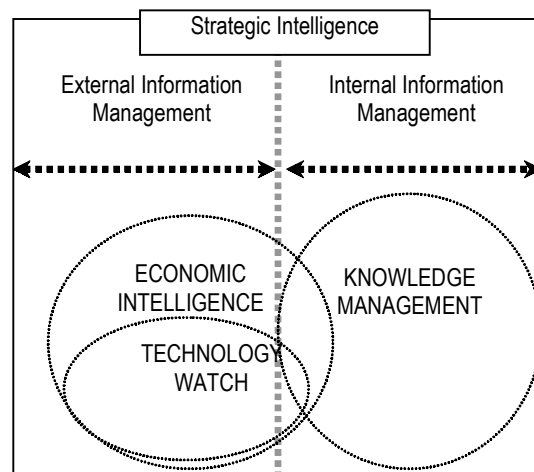 Strategic Intelligence
External Information
Management
Internal Information
Management
ECONOMIC
INTELLIGENCE
KNOWLEDGE
MANAGEMENT
TECHNOLOGY
WATCH